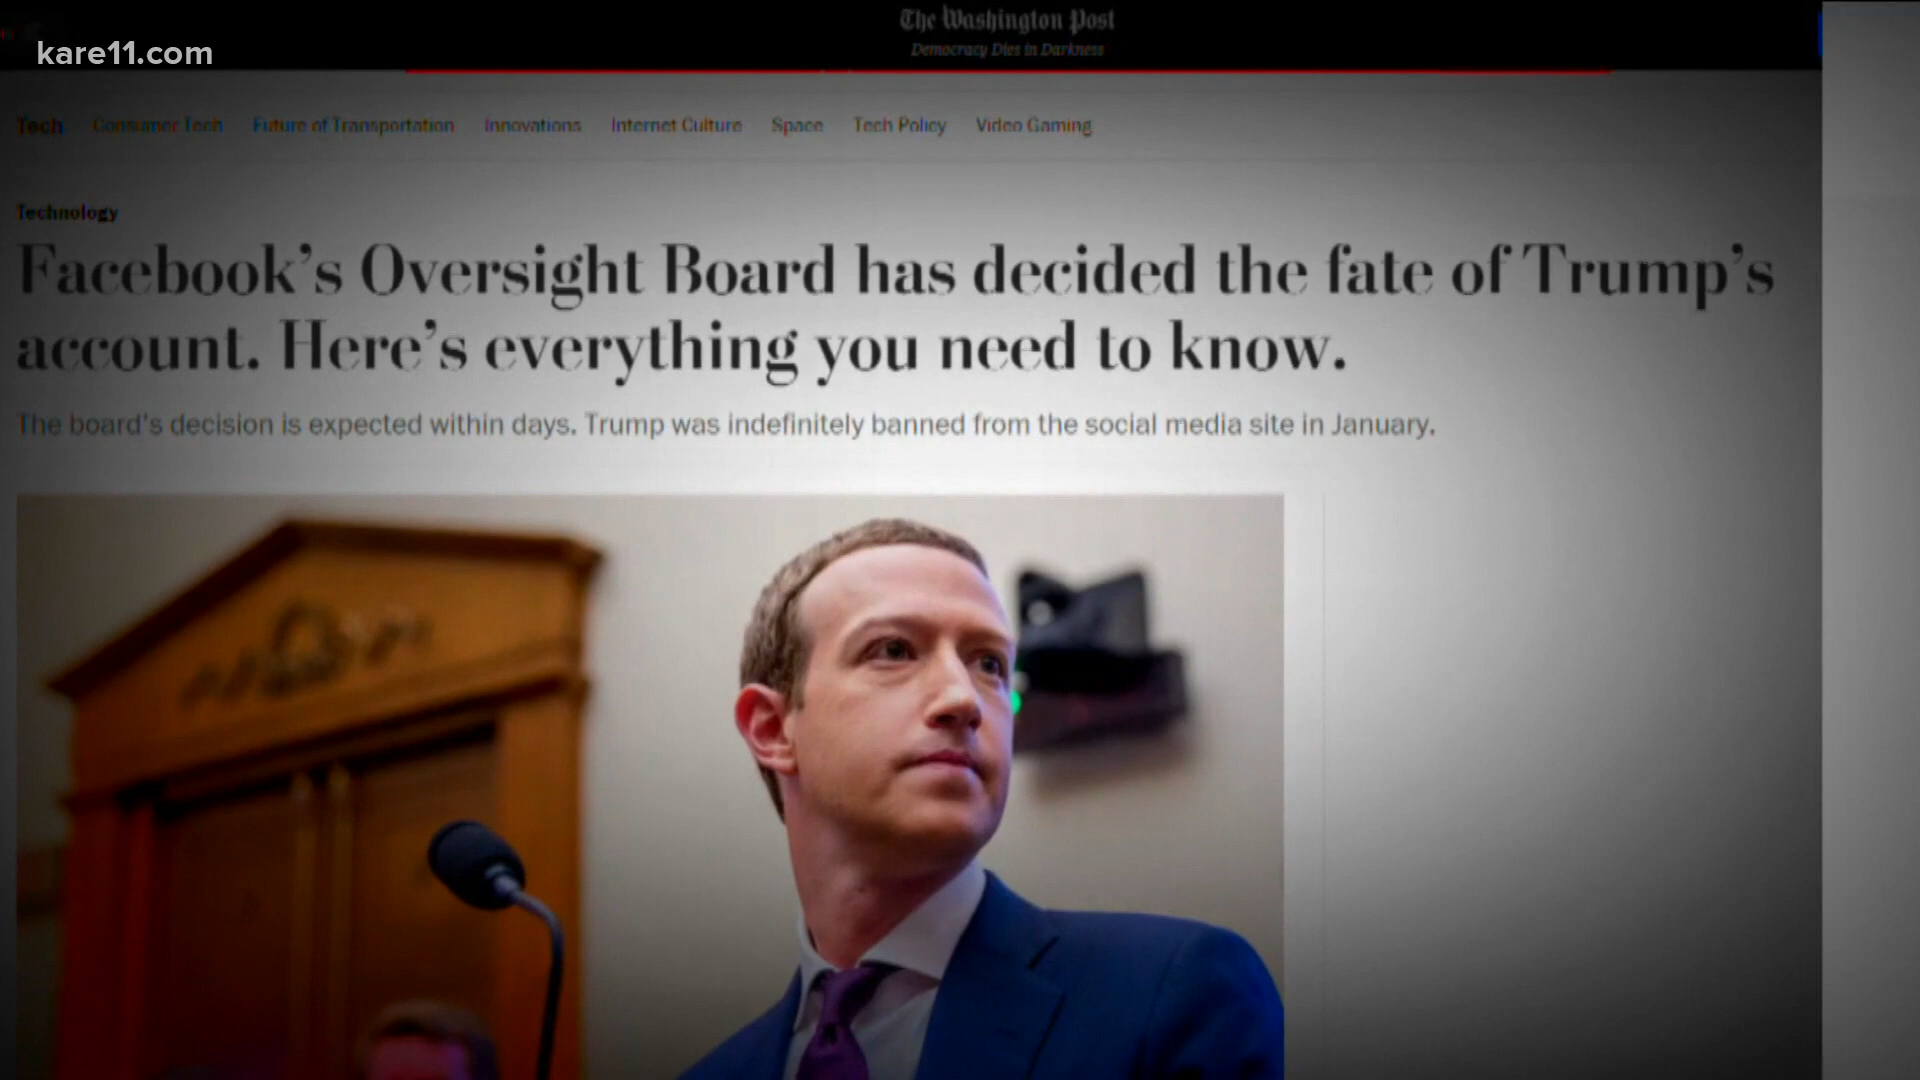 kare11.com
The Washington Post
Democracy Dies in Darkness
Tech Consumer Tech Future of Transportation Innovations Internet Culture Space Tech Policy Video Gaming
Technology
Facebook's Oversight Board has decided the fate of Trump's
account. Here's everything you need to know.
The board's decision is expected within days. Trump was indefinitely banned from the social media site in January.